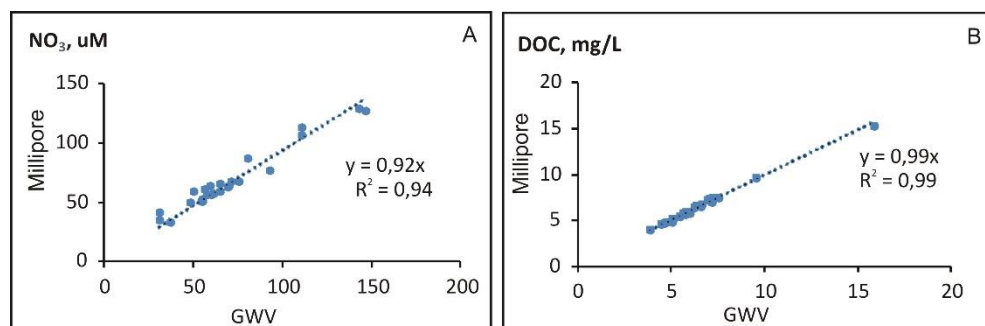 A
NO₃, uM
150
100
50
0
Millipore
y = 0,92x
R² = 0,94
0 50 100 150 200
GWV
B
DOC, mg/L
20
15
10
5
0
Millipore
y = 0,99x
R² = 0,99
0 5 10 15 20
GWV